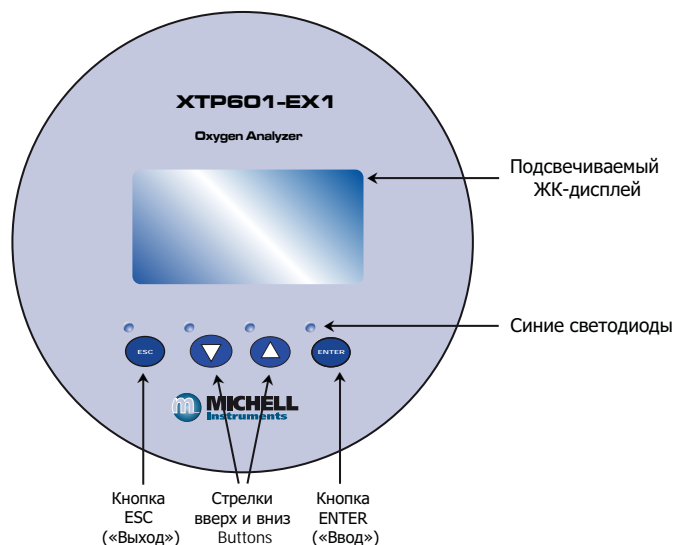 XTP601-EX1
Oxygen Analyzer
Подсвечиваемый
ЖК-дисплей
Синие светодиоды
ESC
ENTER
MICHELL
Instruments
Кнопка
ESC
(«Выход»)
Стрелки
вверх и вниз
Buttons
Кнопка
ENTER
(«Ввод»)